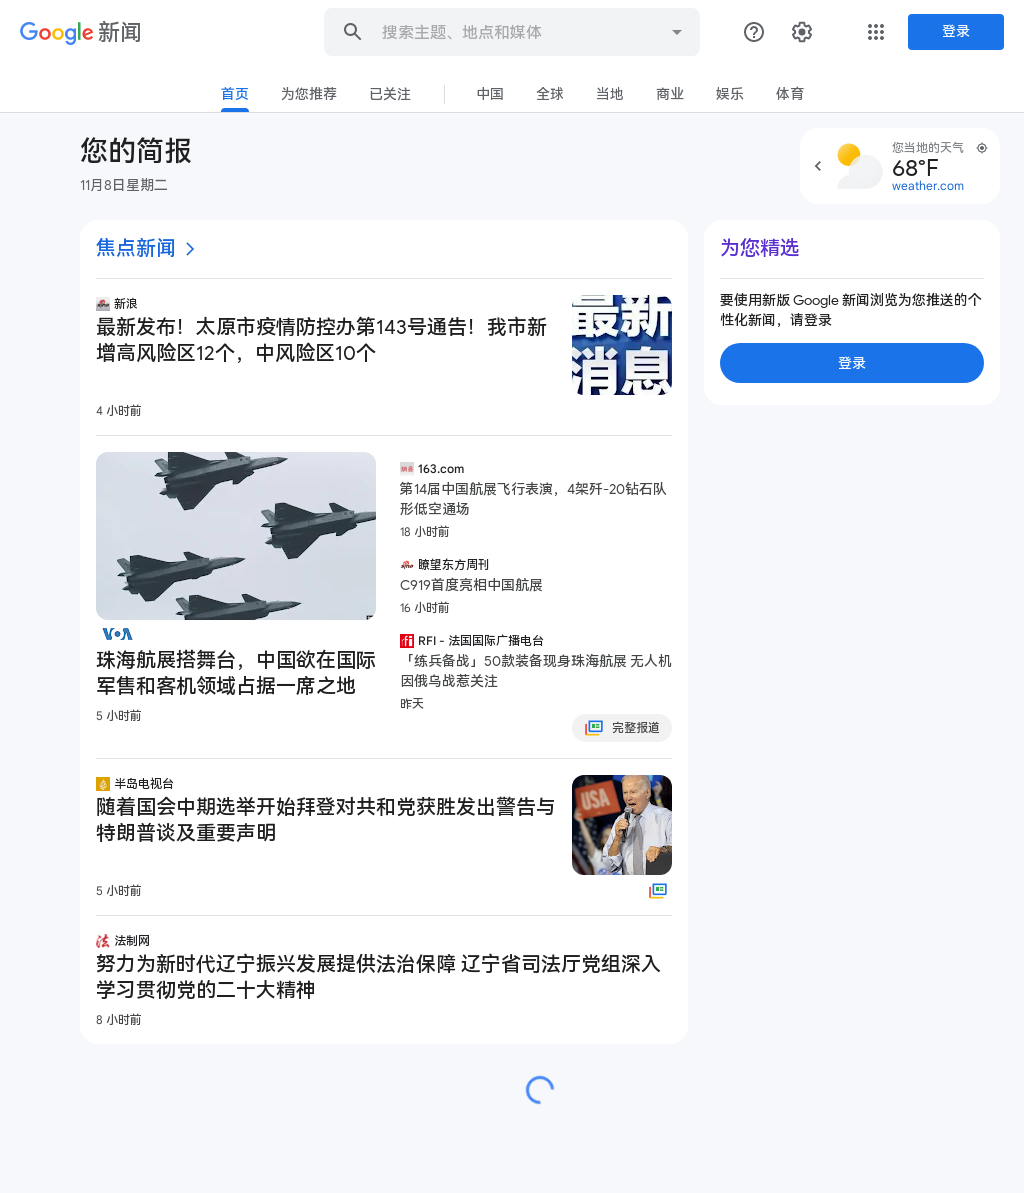 Google 新闻
搜索主题、地点和媒体
登录
首页 为您推荐 已关注 中国 全球 当地 商业 娱乐 体育
您的简报
11月8日星期二
您当地的天气
68°F
weather.com
焦点新闻
新浪
最新发布！太原市疫情防控办第143号通告！我市新
增高风险区12个，中风险区10个
4 小时前
最新
消息
VOA
珠海航展搭舞台，中国欲在国际
军售和客机领域占据一席之地
5 小时前
163.com
第14届中国航展飞行表演，4架歼-20钻石队
形低空通场
18 小时前
瞭望东方周刊
C919首度亮相中国航展
16 小时前
RFI - 法国国际广播电台
「练兵备战」50款装备现身珠海航展 无人机
因俄乌战惹关注
昨天
完整报道
半岛电视台
随着国会中期选举开始拜登对共和党获胜发出警告与
特朗普谈及重要声明
5 小时前
USA
法制网
努力为新时代辽宁振兴发展提供法治保障 辽宁省司法厅党组深入
学习贯彻党的二十大精神
8 小时前
为您精选
要使用新版 Google 新闻浏览为您推送的个
性化新闻，请登录
登录